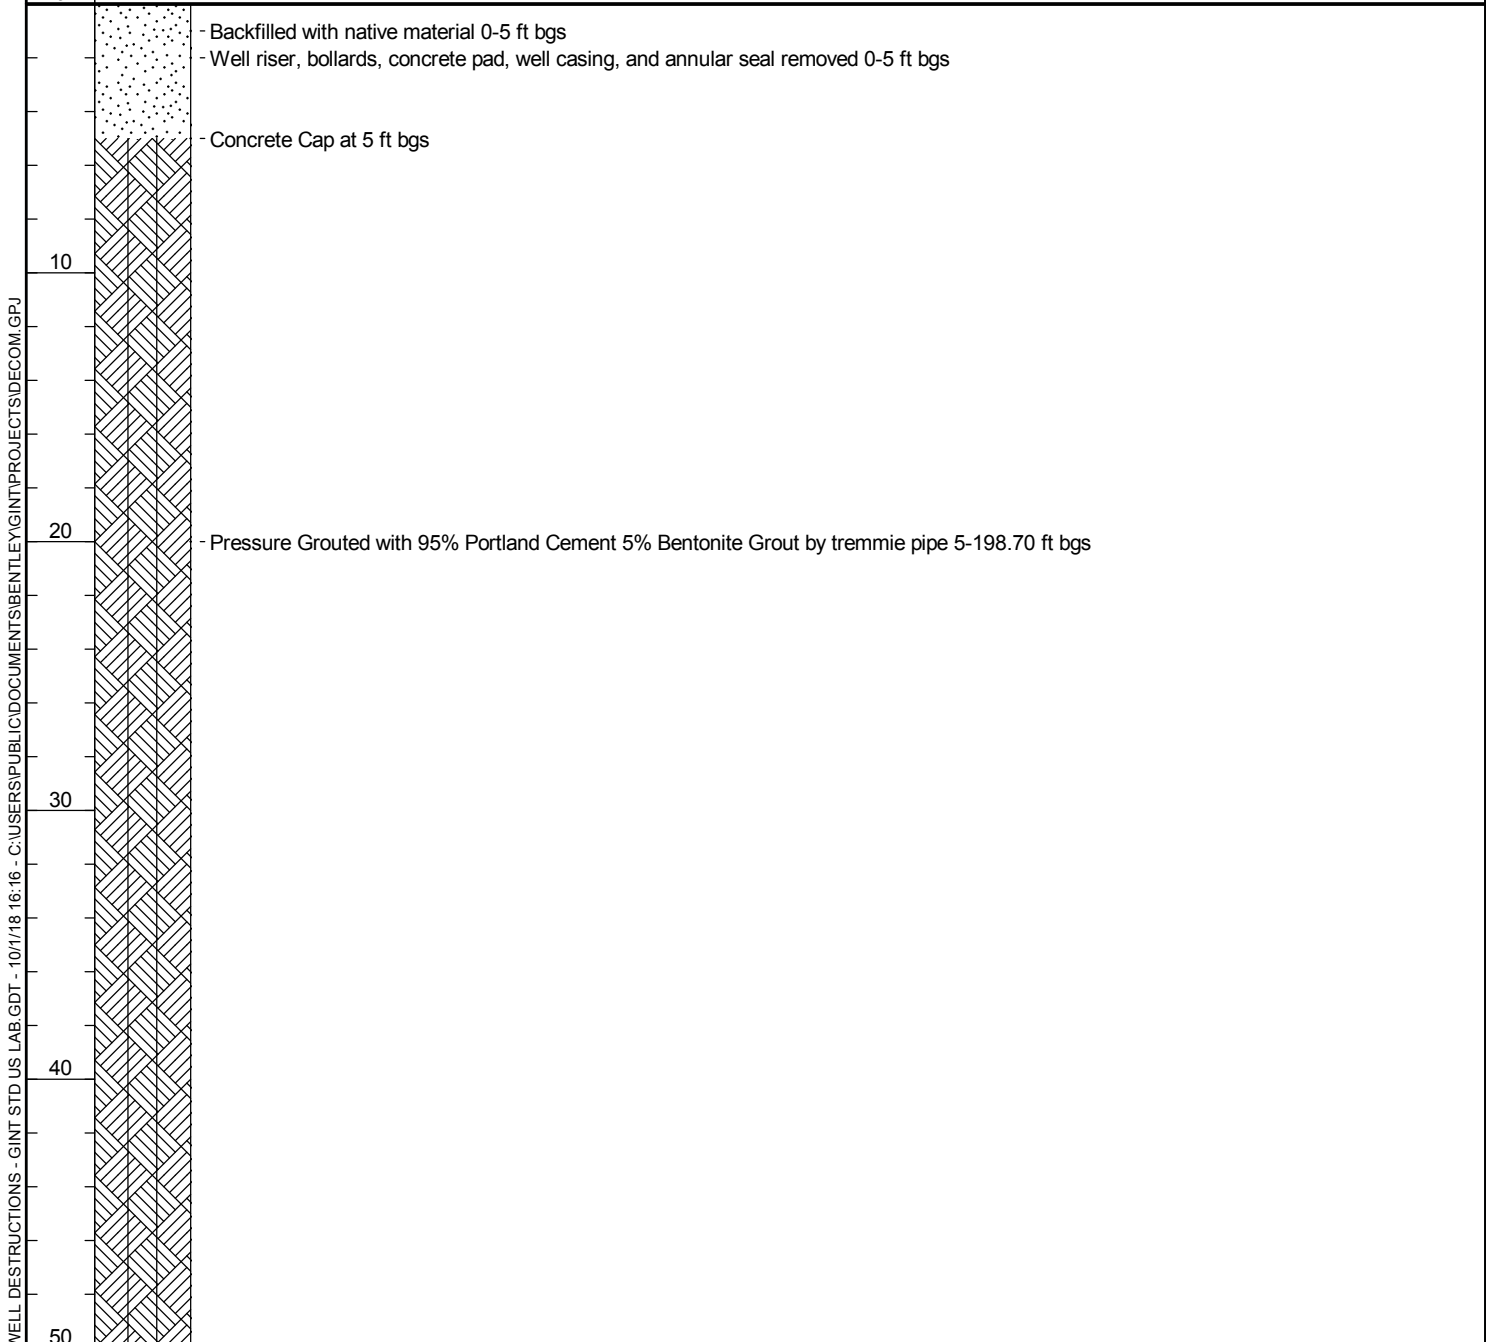 Backfilled with native material 0-5 ft bgs
Well riser, bollards, concrete pad, well casing, and annular seal removed 0-5 ft bgs
Concrete Cap at 5 ft bgs
10
20
Pressure Grouted with 95% Portland Cement 5% Bentonite Grout by tremmie pipe 5-198.70 ft bgs
30
40
50
WELL DESTRUCTIONS - GINT STD US LAB.GDT - 10/1/18 16:16 - C:\USERS\PUBLIC\DOCUMENTS\BENTLEY\GINT\PROJECTS\DECOM.GPJ